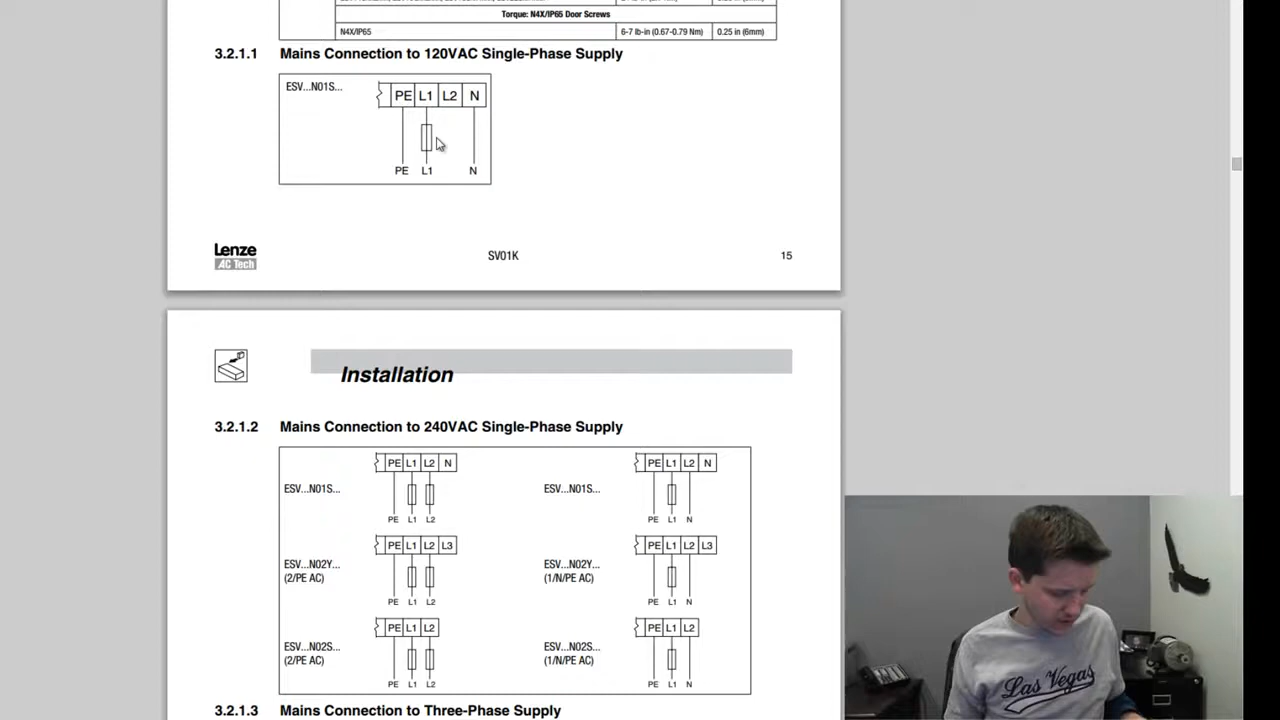 Torque: N4X/IP65 Door Screws
N4X/IP65 6-7 lb-in (0.67-0.79 Nm) 0.25 in (6mm)
3.2.1.1 Mains Connection to 120VAC Single-Phase Supply
ESV...N01S...
PE L1 L2 N
PE L1 N
Lenze
AC Tech
SV01K
15
Installation
3.2.1.2 Mains Connection to 240VAC Single-Phase Supply
PE L1 L2 N
ESV...N01S...
PE L1 L2
PE L1 L2 N
ESV...N01S...
PE L1 N
PE L1 L2 L3
ESV...N02Y...
(2/PE AC)
PE L1 L2
PE L1 L2 L3
ESV...N02Y...
(1/N/PE AC)
PE L1 N
PE L1 L2
ESV...N02S...
(2/PE AC)
PE L1 L2
PE L1 L2
ESV...N02S...
(1/N/PE AC)
PE L1 N
3.2.1.3 Mains Connection to Three-Phase Supply
Las Vegas